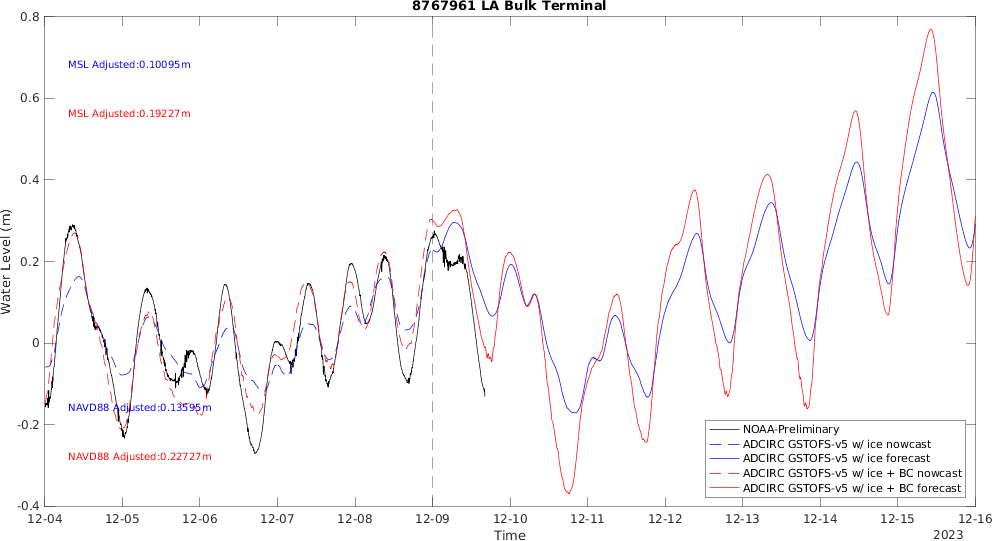 8767961 LA Bulk Terminal
0.8
0.6
0.4
0.2
0
-0.2
-0.4
Water Level (m)
MSL Adjusted:0.10095m
MSL Adjusted:0.19227m
NAVD88 Adjusted:0.13595m
NAVD88 Adjusted:0.22727m
NOAA-Preliminary
ADCIRC GSTOFS-v5 w/ ice nowcast
ADCIRC GSTOFS-v5 w/ ice forecast
ADCIRC GSTOFS-v5 w/ ice + BC nowcast
ADCIRC GSTOFS-v5 w/ ice + BC forecast
12-04 12-05 12-06 12-07 12-08 12-09 12-10 12-11 12-12 12-13 12-14 12-15 12-16
Time
2023